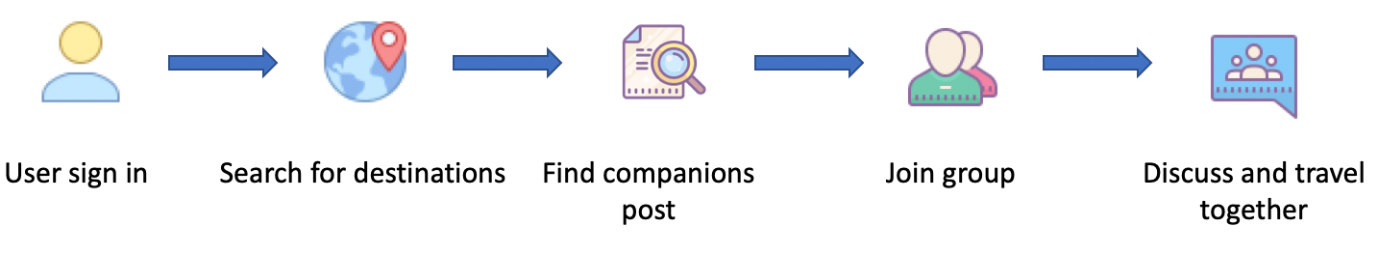 User sign in
Search for destinations
Find companions
post
Join group
Discuss and travel
together